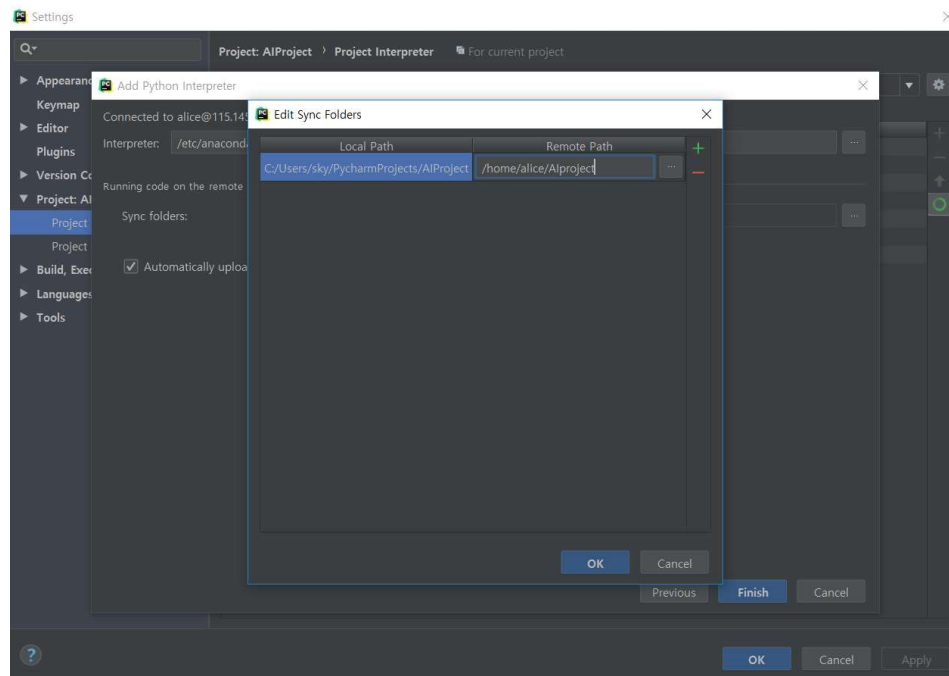 Settings
Project: AIProject › Project Interpreter For current project
Appearan
Keymap
Editor
Plugins
Version Co
Project: AI
Project
Project
Build, Exec
Languages
Tools
Add Python Interpreter
Connected to alice@115.145
Interpreter: /etc/anaconda
Running code on the remote
Sync folders:
Automatically uploa
Edit Sync Folders
Local Path Remote Path
C:/Users/sky/PycharmProjects/AIProject /home/alice/AIproject ...
OK Cancel
Previous Finish Cancel
? OK Cancel Apply